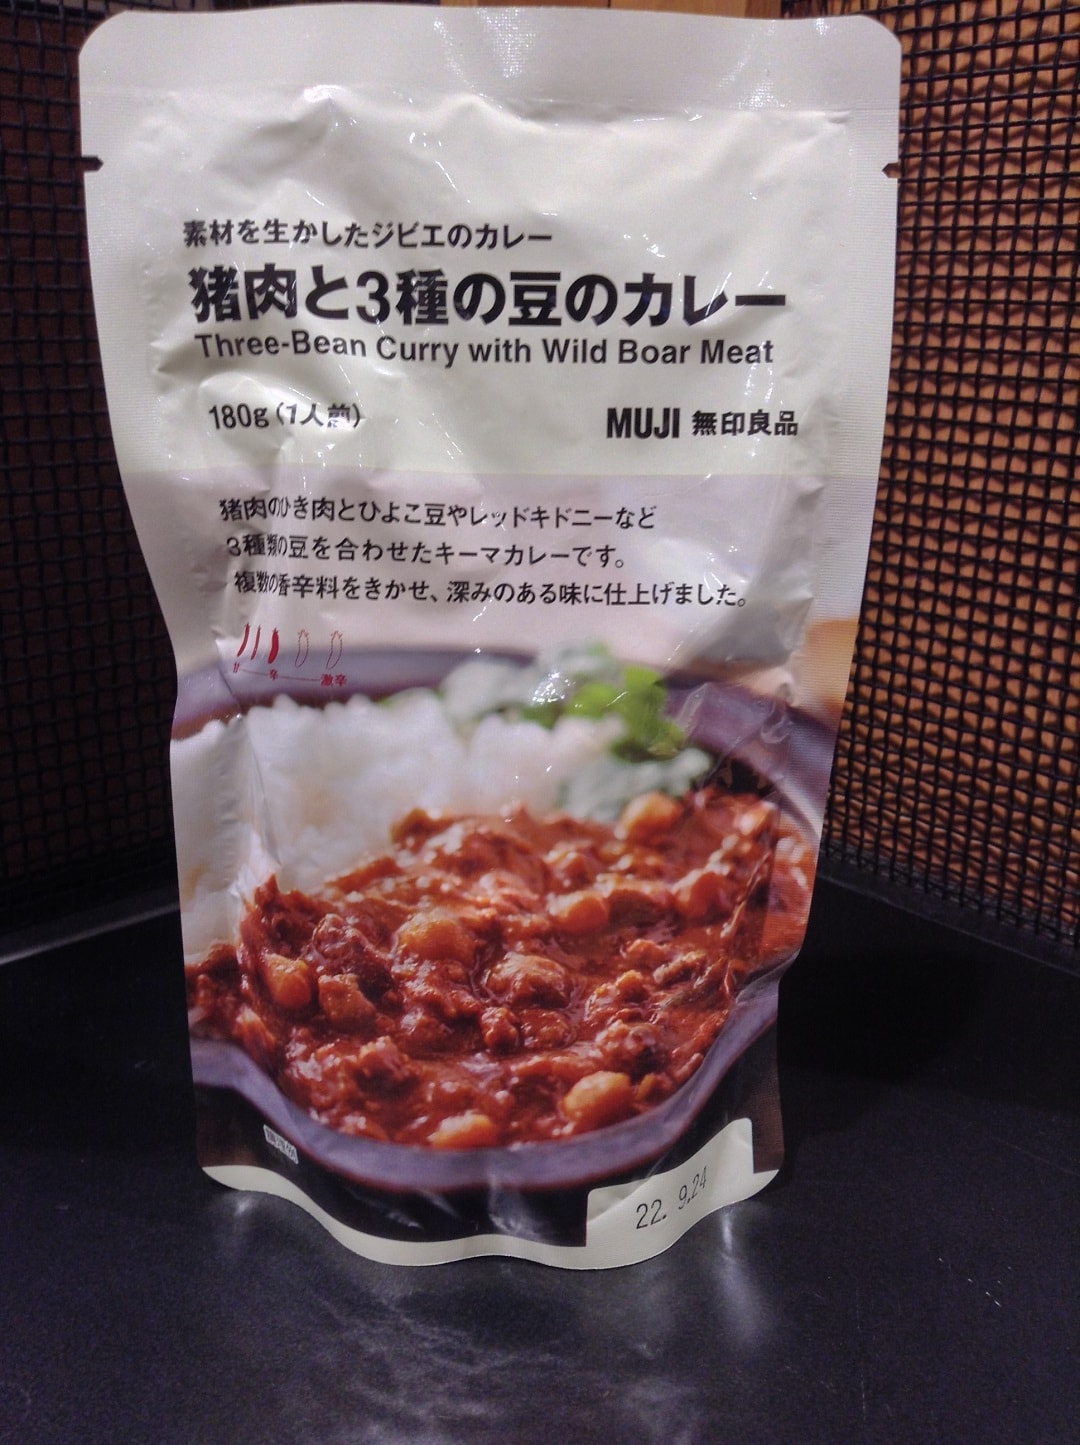 素材を生かしたジビエのカレー
猪肉と3種の豆のカレー
Three-Bean Curry with Wild Boar Meat
180g（1人前）
MUJI 無印良品
猪肉のひき肉とひよこ豆やレッドキドニーなど
3種類の豆を合わせたキーマカレーです。
複数の香辛料をきかせ、深みのある味に仕上げました。
甘 辛 激辛
調理例
22. 9.24